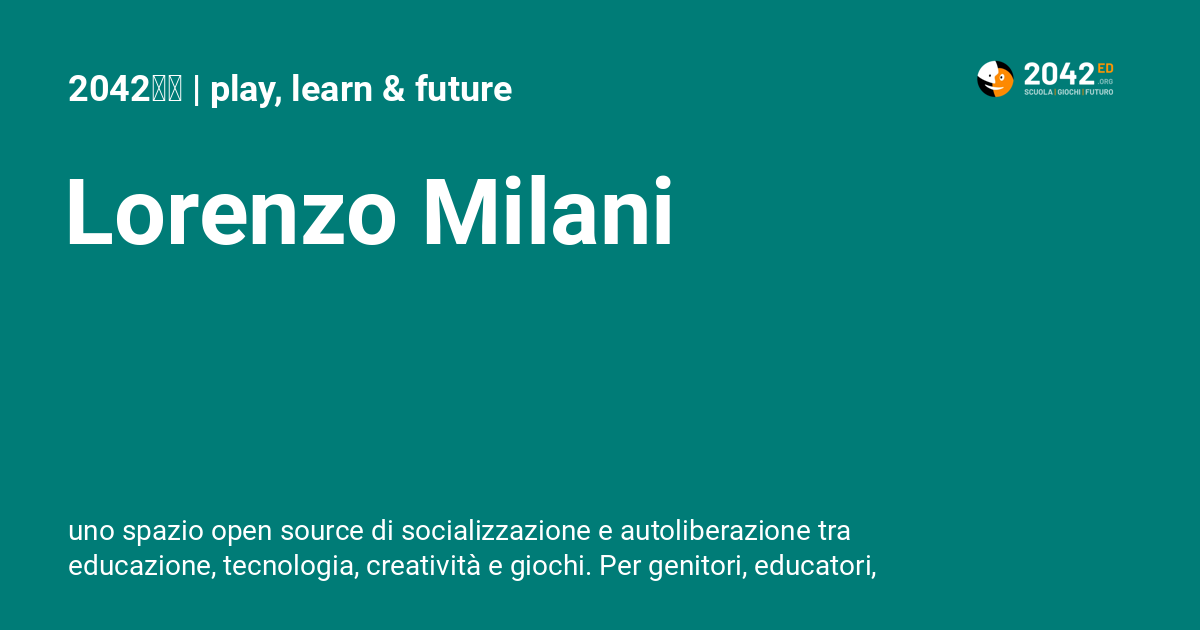 2042 | play, learn & future
2042 ED
.ORG
SCUOLA | GIOCHI | FUTURO
Lorenzo Milani
uno spazio open source di socializzazione e autoliberazione tra
educazione, tecnologia, creatività e giochi. Per genitori, educatori,